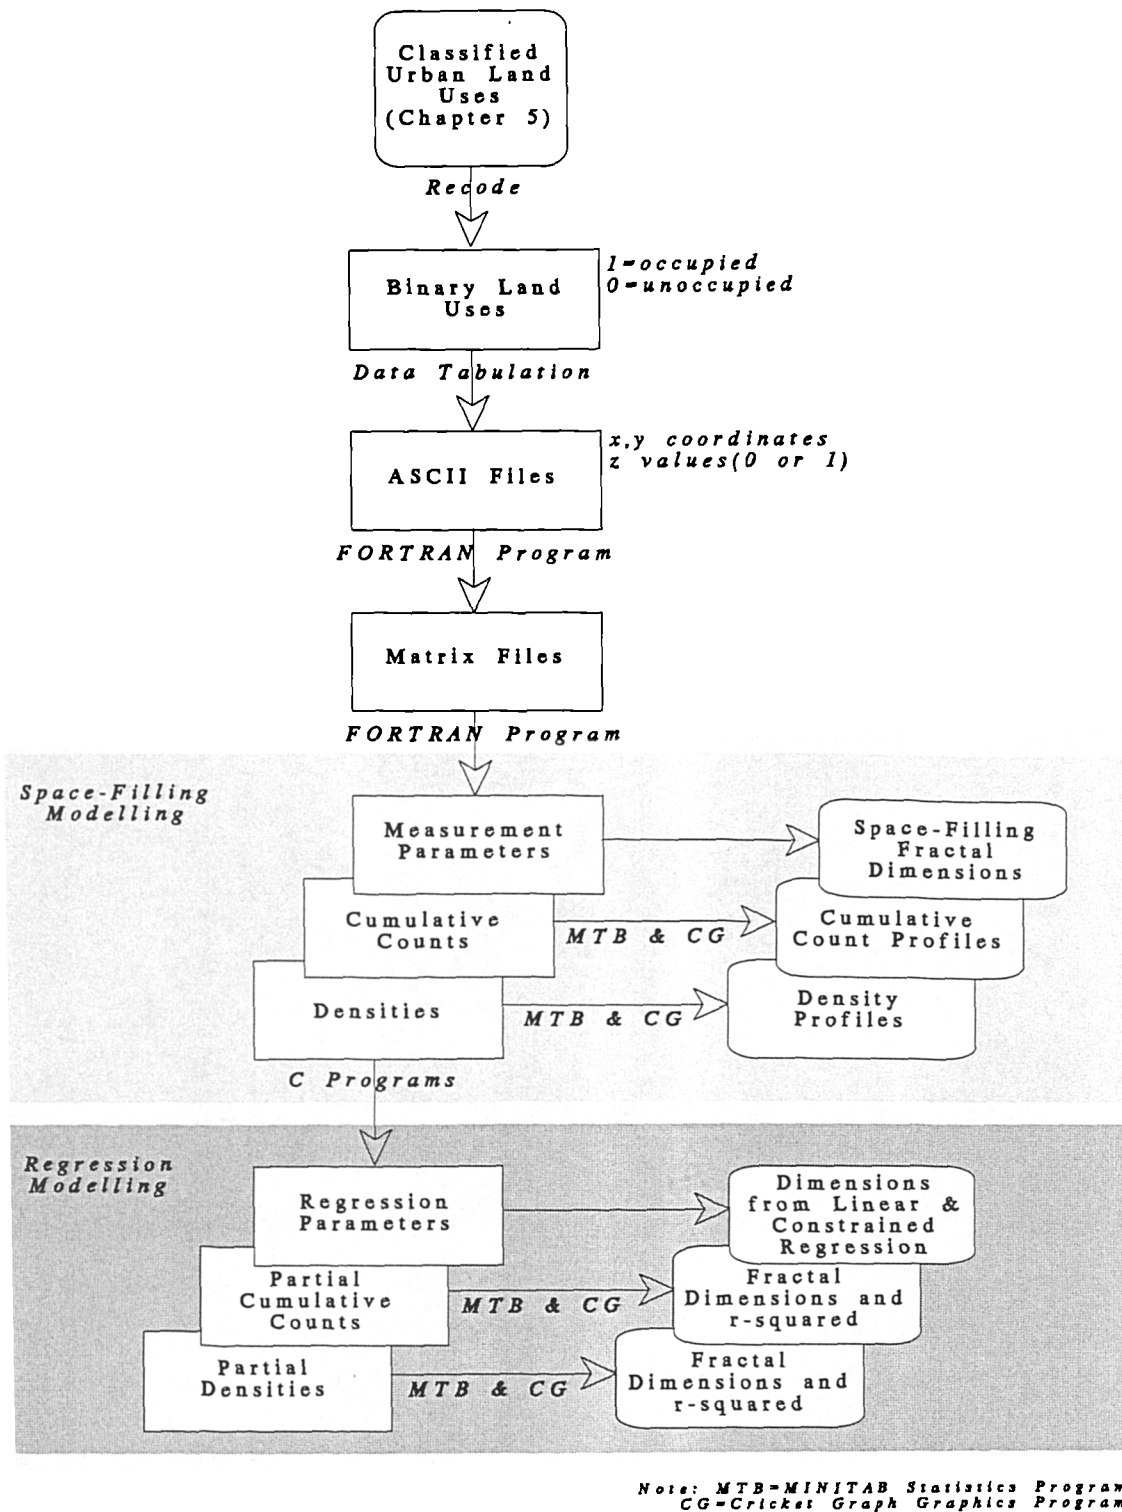 Classified
Urban Land
Uses
(Chapter 5)
Recode
Binary Land
Uses
1=occupied
0=unoccupied
Data Tabulation
ASCII Files
x,y coordinates
z values(0 or 1)
FORTRAN Program
Matrix Files
FORTRAN Program
Space-Filling
Modelling
Measurement
Parameters
Space-Filling
Fractal
Dimensions
Cumulative
Counts
MTB & CG
Cumulative
Count Profiles
Densities
MTB & CG
Density
Profiles
C Programs
Regression
Modelling
Regression
Parameters
Dimensions
from Linear &
Constrained
Regression
Partial
Cumulative
Counts
MTB & CG
Fractal
Dimensions and
r-squared
Partial
Densities
MTB & CG
Fractal
Dimensions and
r-squared
Note: MTB=MINITAB Statistics Program
CG=Cricket Graph Graphics Program